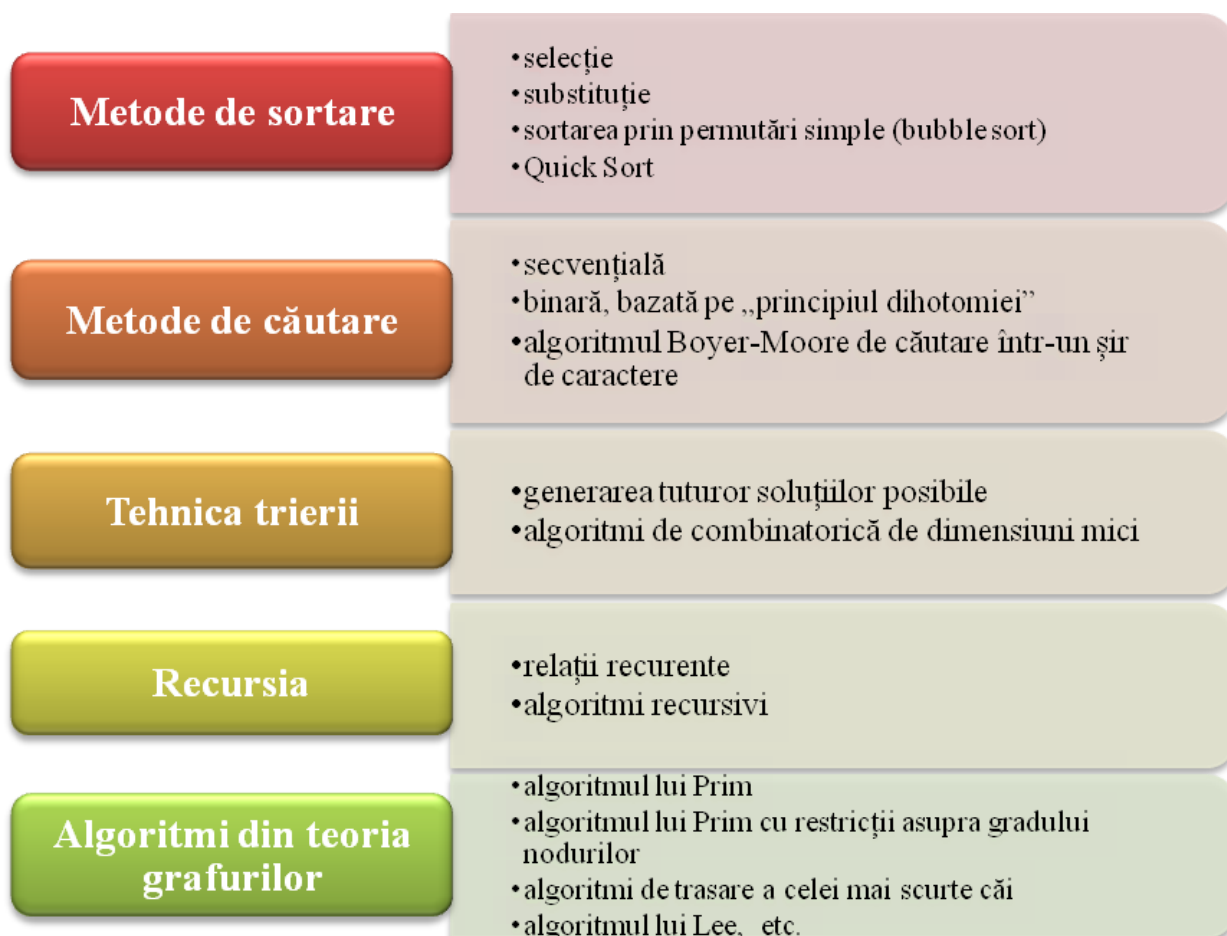 Metode de sortare
•selecție
•substituție
•sortarea prin permutări simple (bubble sort)
•Quick Sort
Metode de căutare
•secvențială
•binară, bazată pe „principiul dihotomiei”
•algoritmul Boyer-Moore de căutare într-un șir
de caractere
Tehnica trierii
•generarea tuturor soluțiilor posibile
•algoritmi de combinatorică de dimensiuni mici
Recursia
•relații recurente
•algoritmi recursivi
Algoritmi din teoria
grafurilor
•algoritmul lui Prim
•algoritmul lui Prim cu restricții asupra gradului
nodurilor
•algoritmi de trasare a celei mai scurte căi
•algoritmul lui Lee, etc.